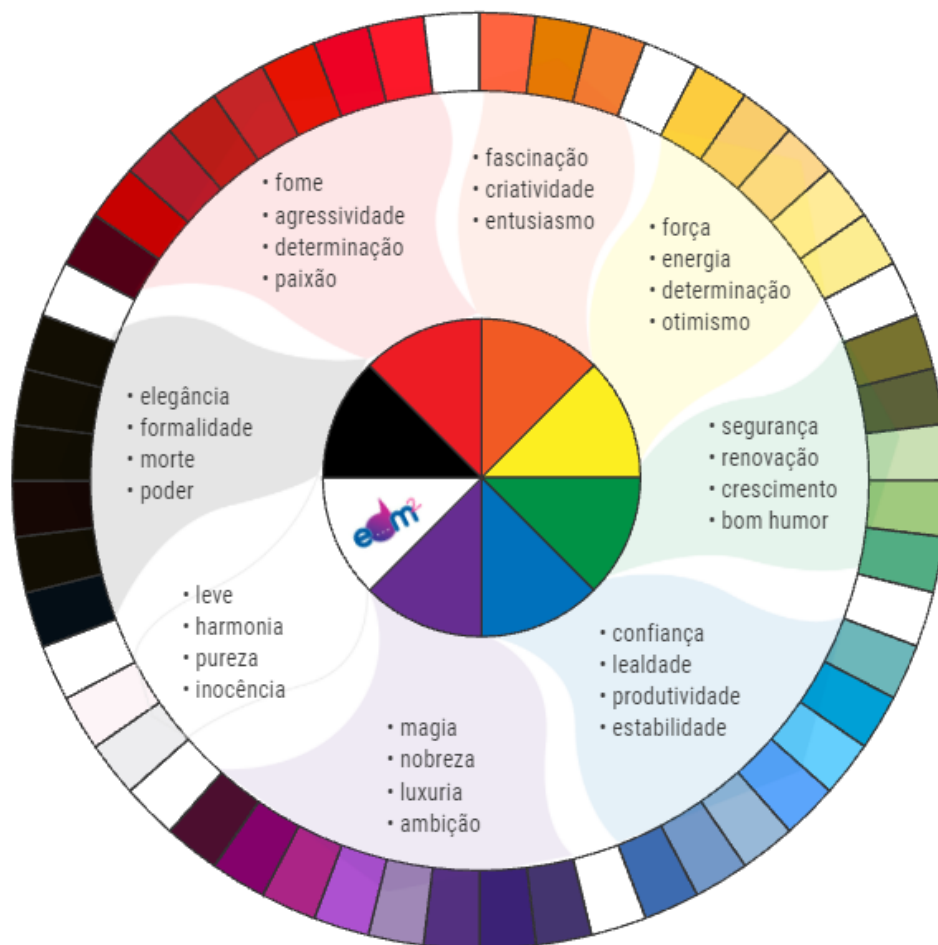 • fome
• agressividade
• determinação
• paixão
• fascinação
• criatividade
• entusiasmo
• força
• energia
• determinação
• otimismo
• segurança
• renovação
• crescimento
• bom humor
• confiança
• lealdade
• produtividade
• estabilidade
• magia
• nobreza
• luxuria
• ambição
• leve
• harmonia
• pureza
• inocência
• elegância
• formalidade
• morte
• poder
edm2